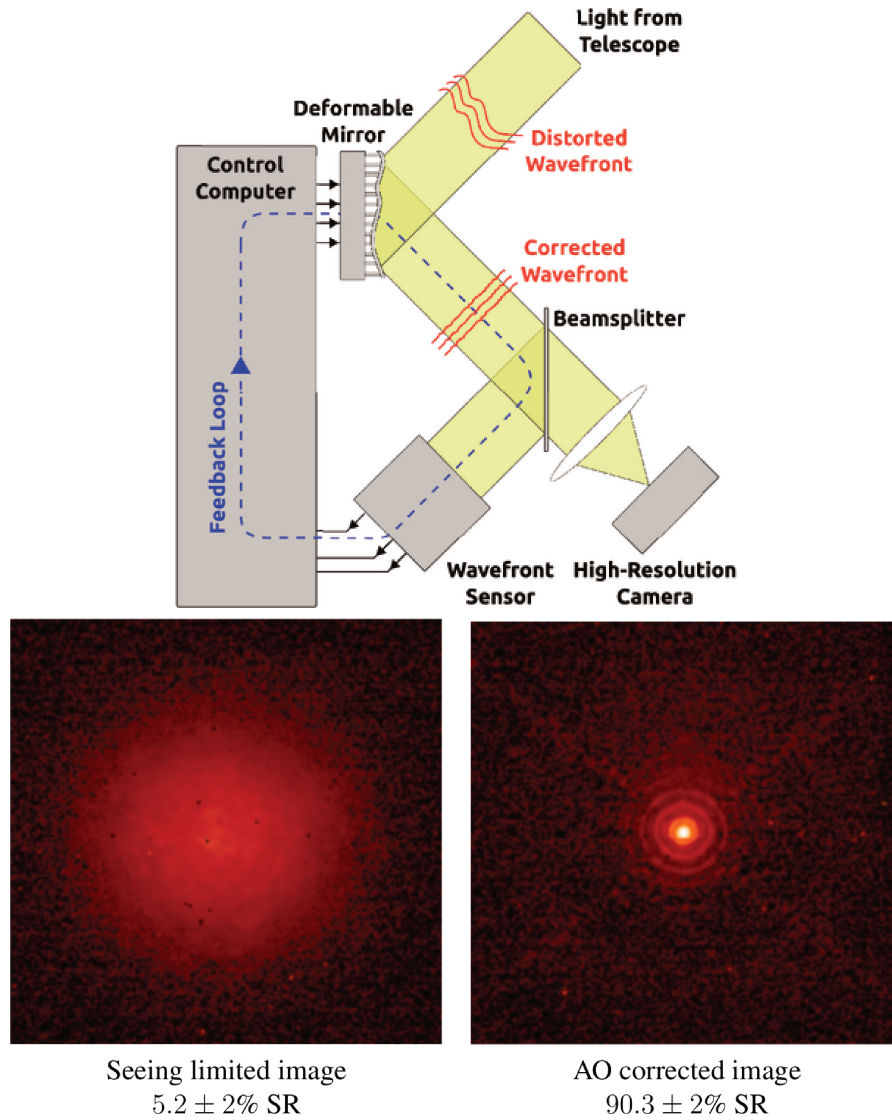 Light from
Telescope
Deformable
Mirror
Distorted
Wavefront
Control
Computer
Corrected
Wavefront
Beamsplitter
Feedback Loop
Wavefront
Sensor
High-Resolution
Camera
Seeing limited image
5.2 ± 2% SR
AO corrected image
90.3 ± 2% SR